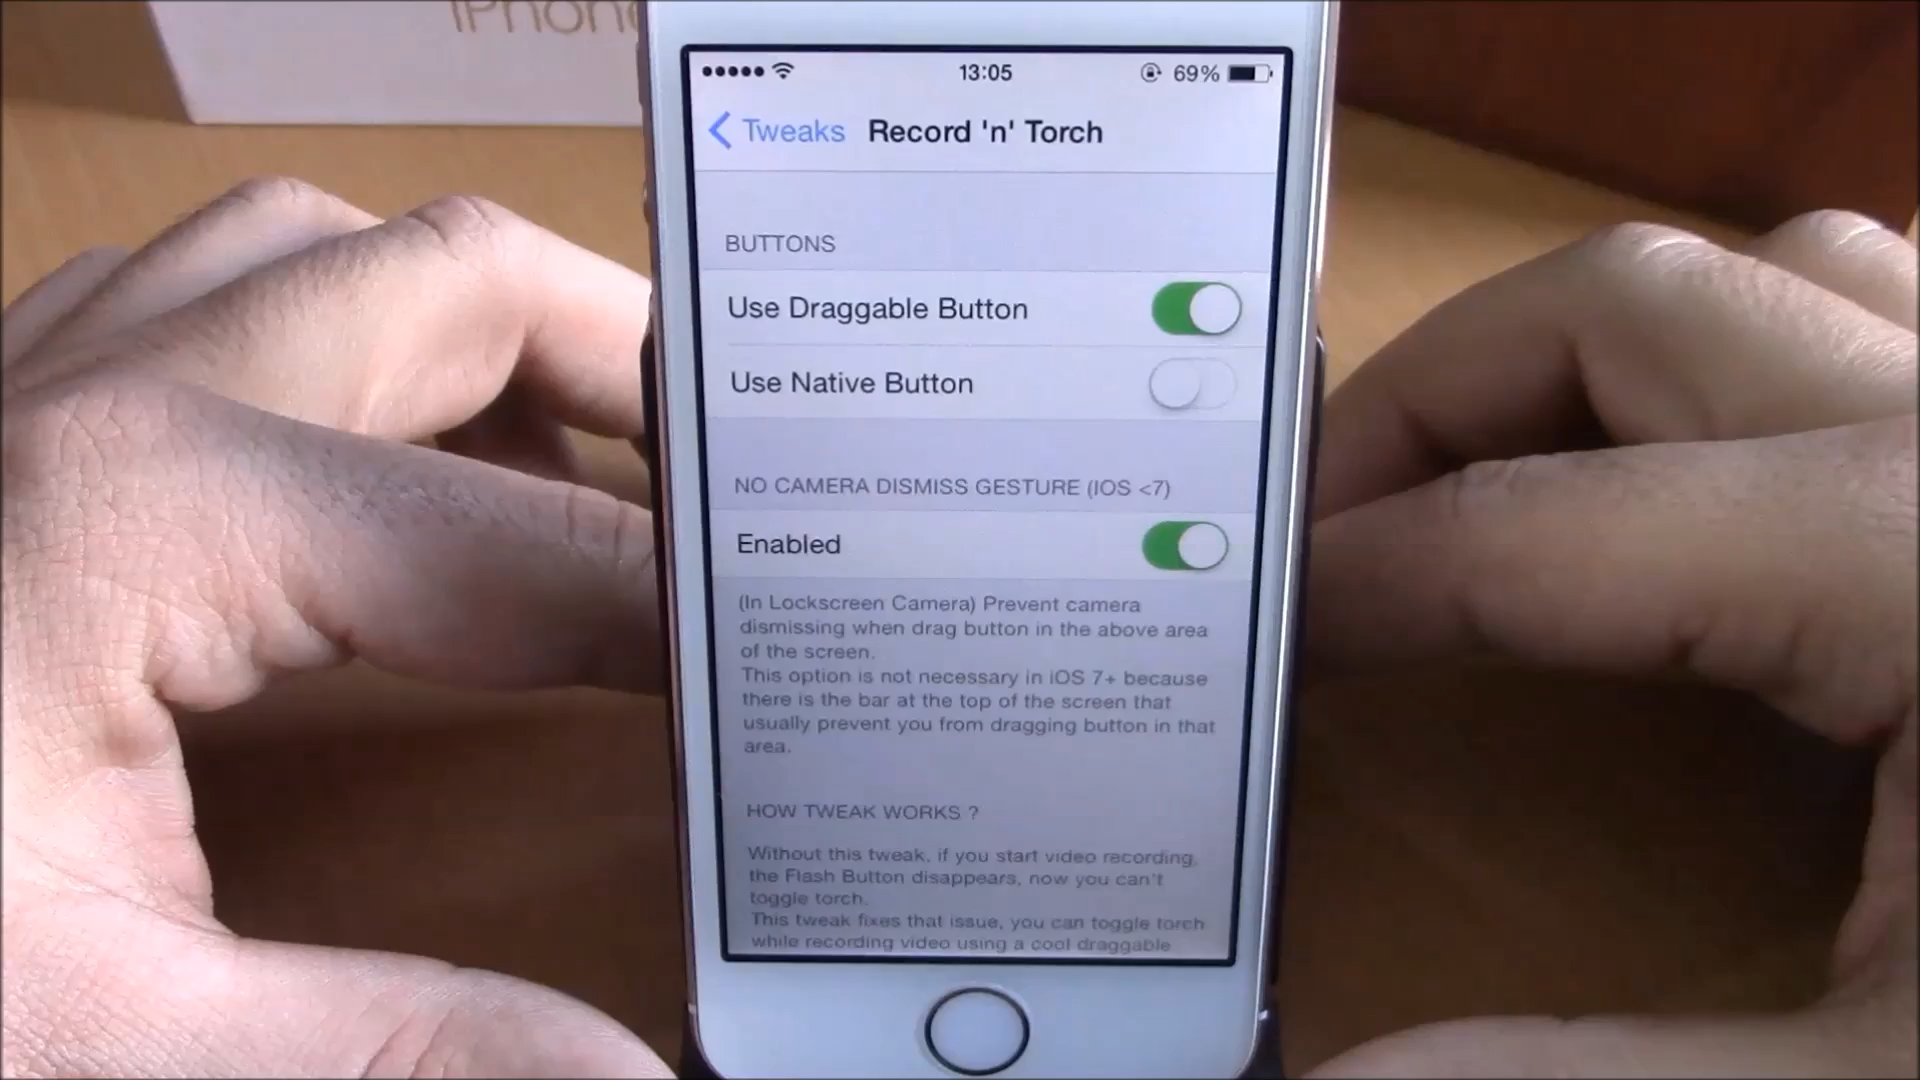 iPhone
13:05
69%
Tweaks Record 'n' Torch
BUTTONS
Use Draggable Button
Use Native Button
NO CAMERA DISMISS GESTURE (IOS <7)
Enabled
(In Lockscreen Camera) Prevent camera
dismissing when drag button in the above area
of the screen.
This option is not necessary in iOS 7+ because
there is the bar at the top of the screen that
usually prevent you from dragging button in that
area.
HOW TWEAK WORKS ?
Without this tweak, if you start video recording,
the Flash Button disappears, now you can't
toggle torch.
This tweak fixes that issue, you can toggle torch
while recording video using a cool draggable